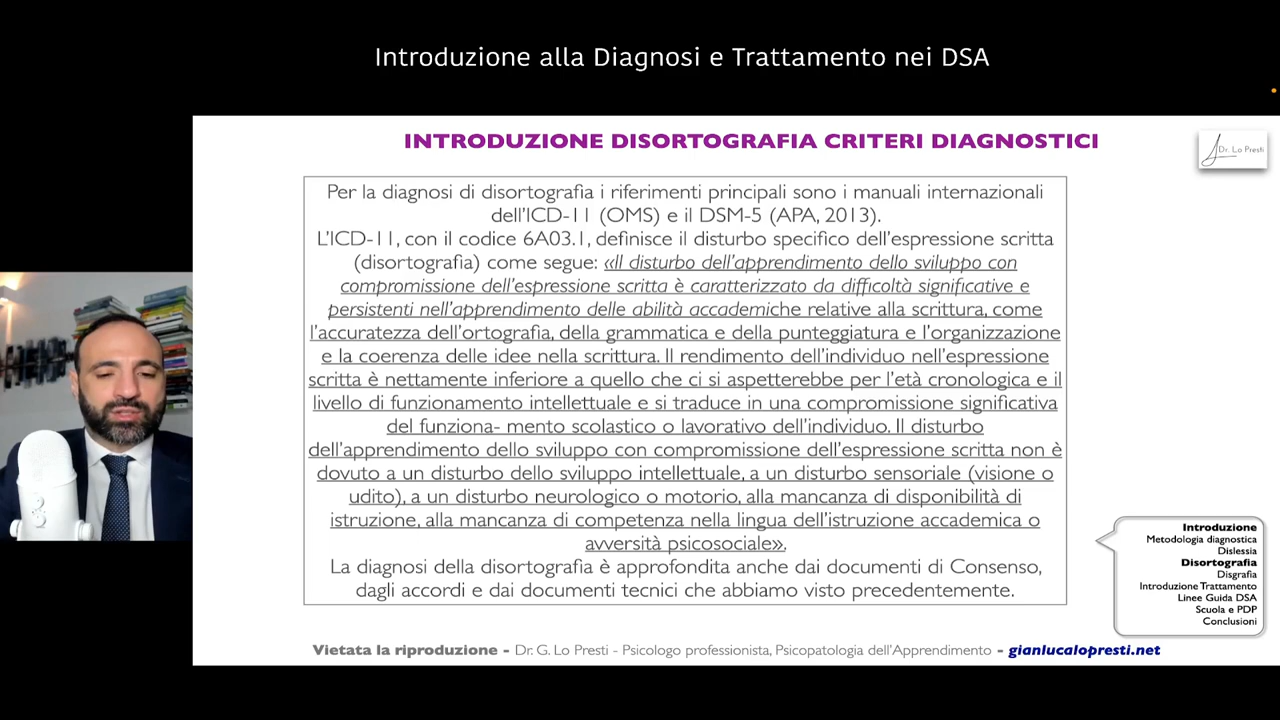 Introduzione alla Diagnosi e Trattamento nei DSA
INTRODUZIONE DISORTOGRAFIA CRITERI DIAGNOSTICI
Dr. Lo Presti
Per la diagnosi di disortografia i riferimenti principali sono i manuali internazionali
dell'ICD-11 (OMS) e il DSM-5 (APA, 2013).
L'ICD-11, con il codice 6A03.1, definisce il disturbo specifico dell'espressione scritta
(disortografia) come segue: «Il disturbo dell'apprendimento dello sviluppo con
compromissione dell'espressione scritta è caratterizzato da difficoltà significative e
persistenti nell'apprendimento delle abilità accademiche relative alla scrittura, come
l'accuratezza dell'ortografia, della grammatica e della punteggiatura e l'organizzazione
e la coerenza delle idee nella scrittura. Il rendimento dell'individuo nell'espressione
scritta è nettamente inferiore a quello che ci si aspetterebbe per l'età cronologica e il
livello di funzionamento intellettuale e si traduce in una compromissione significativa
del funziona- mento scolastico o lavorativo dell'individuo. Il disturbo
dell'apprendimento dello sviluppo con compromissione dell'espressione scritta non è
dovuto a un disturbo dello sviluppo intellettuale, a un disturbo sensoriale (visione o
udito), a un disturbo neurologico o motorio, alla mancanza di disponibilità di
istruzione, alla mancanza di competenza nella lingua dell'istruzione accademica o
avversità psicosociale».
La diagnosi della disortografia è approfondita anche dai documenti di Consenso,
dagli accordi e dai documenti tecnici che abbiamo visto precedentemente.
Introduzione
Metodologia diagnostica
Dislessia
Disortografia
Disgrafia
Introduzione Trattamento
Linee Guida DSA
Scuola e PDP
Conclusioni
Vietata la riproduzione - Dr. G. Lo Presti - Psicologo professionista, Psicopatologia dell'Apprendimento - gianlucalopresti.net